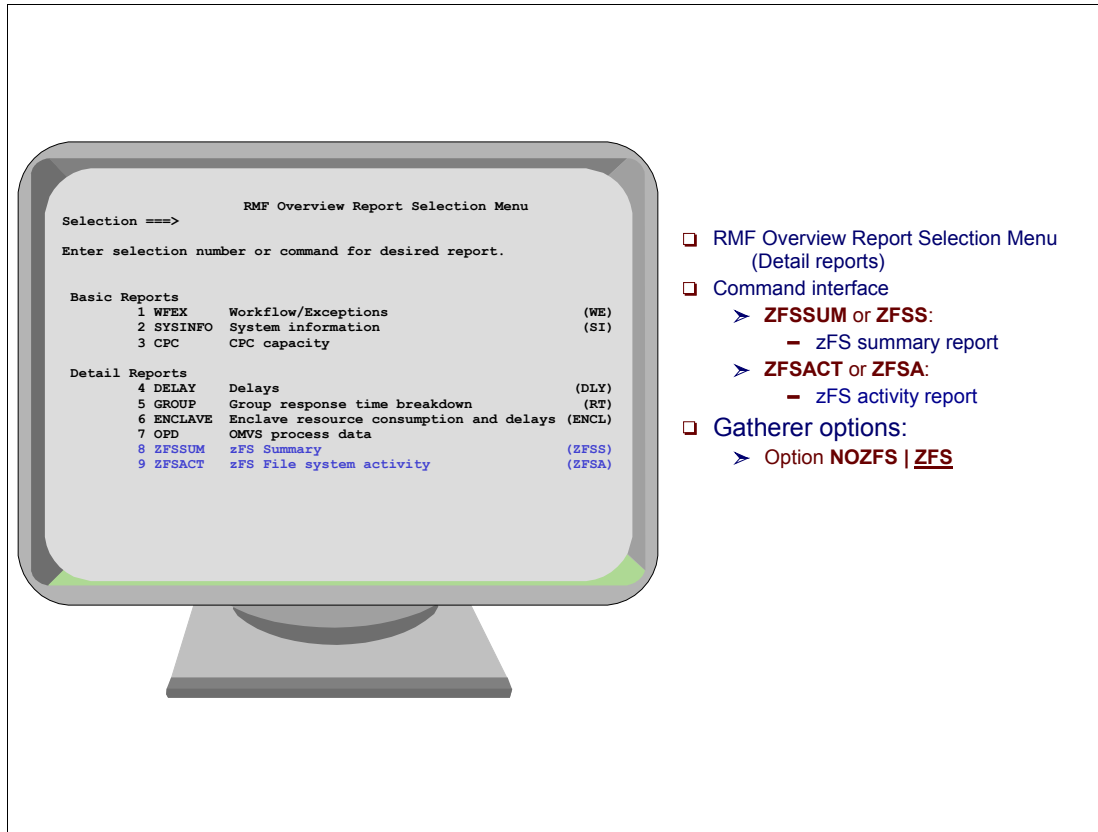 RMF Overview Report Selection Menu
Selection ===>
Enter selection number or command for desired report.
Basic Reports
1 WFEX Workflow/Exceptions (WE)
2 SYSINFO System information (SI)
3 CPC CPC capacity
Detail Reports
4 DELAY Delays (DLY)
5 GROUP Group response time breakdown (RT)
6 ENCLAVE Enclave resource consumption and delays (ENCL)
7 OPD OMVS process data
8 ZFSSUM zFS Summary (ZFSS)
9 ZFSACT zFS File system activity (ZFSA)
RMF Overview Report Selection Menu
(Detail reports)
Command interface
ZFSSUM or ZFSS:
– zFS summary report
ZFSACT or ZFSA:
– zFS activity report
Gatherer options:
Option NOZFS | ZFS